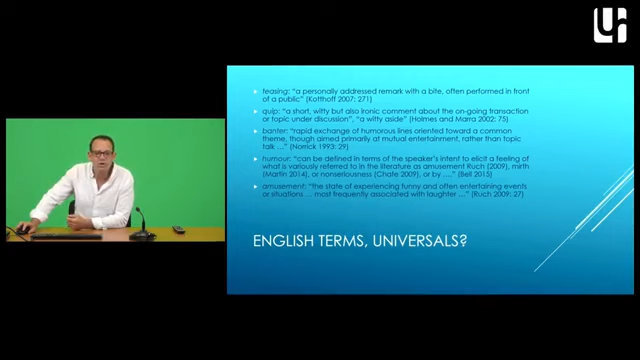 teasing: "a personally addressed remark with a bite, often performed in front
of a public" (Kotthoff 2007: 271)
quip: "a short, witty but also ironic comment about the on-going transaction
or topic under discussion", "a witty aside" (Holmes and Marra 2002: 75)
banter: "rapid exchange of humorous lines oriented toward a common
theme, though aimed primarily at mutual entertainment, rather than topic
talk …" (Norrick 1993: 29)
humour: "can be defined in terms of the speaker's intent to elicit a feeling of
what is variously referred to in the literature as amusement Ruch (2009), mirth
(Martin 2014), or nonseriousness (Chafe 2009), or by …." (Bell 2015)
amusement: "the state of experiencing funny and often entertaining events
or situations … most frequently associated with laughter …" (Ruch 2009: 27)
ENGLISH TERMS, UNIVERSALS?